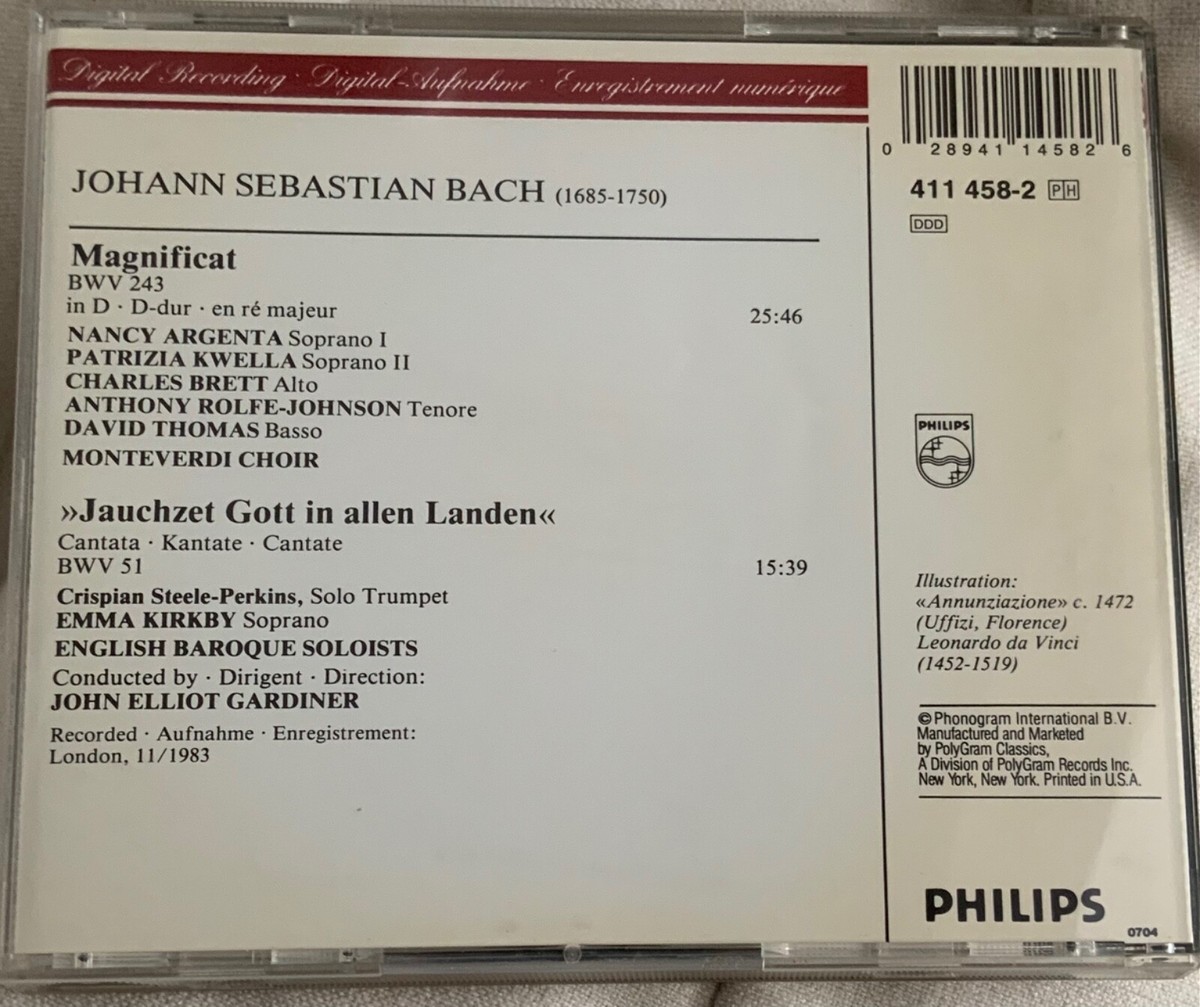 Digital Recording · Digital-Aufnahme · Enregistrement numérique
JOHANN SEBASTIAN BACH (1685-1750)
Magnificat
BWV 243
in D · D-dur · en ré majeur
25:46
NANCY ARGENTA Soprano I
PATRIZIA KWELLA Soprano II
CHARLES BRETT Alto
ANTHONY ROLFE-JOHNSON Tenore
DAVID THOMAS Basso
MONTEVERDI CHOIR
»Jauchzet Gott in allen Landen«
Cantata · Kantate · Cantate
BWV 51
15:39
Crispian Steele-Perkins, Solo Trumpet
EMMA KIRKBY Soprano
ENGLISH BAROQUE SOLOISTS
Conducted by · Dirigent · Direction:
JOHN ELLIOT GARDINER
Recorded · Aufnahme · Enregistrement:
London, 11/1983
0 28941 14582 6
411 458-2 PH
DDD
PHILIPS
Illustration:
«Annunziazione» c. 1472
(Uffizi, Florence)
Leonardo da Vinci
(1452-1519)
© Phonogram International B.V.
Manufactured and Marketed
by PolyGram Classics,
A Division of PolyGram Records Inc.
New York, New York. Printed in U.S.A.
PHILIPS
0704